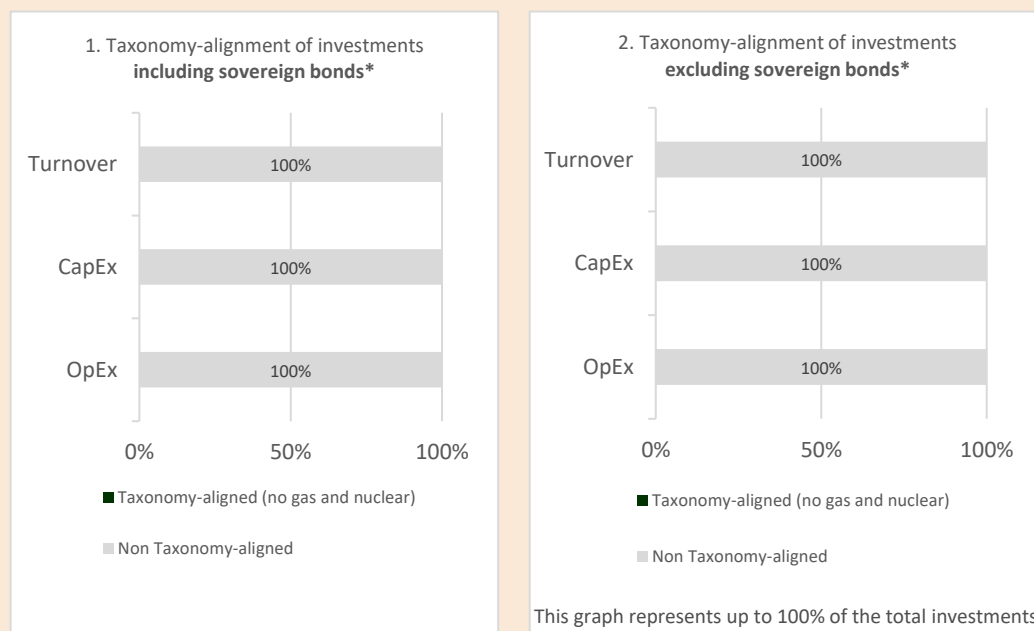 1. Taxonomy-alignment of investments
including sovereign bonds*
Turnover
100%
CapEx
100%
OpEx
100%
0%
50%
100%
Taxonomy-aligned (no gas and nuclear)
Non Taxonomy-aligned
2. Taxonomy-alignment of investments
excluding sovereign bonds*
Turnover
100%
CapEx
100%
OpEx
100%
0%
50%
100%
Taxonomy-aligned (no gas and nuclear)
Non Taxonomy-aligned
This graph represents up to 100% of the total investments